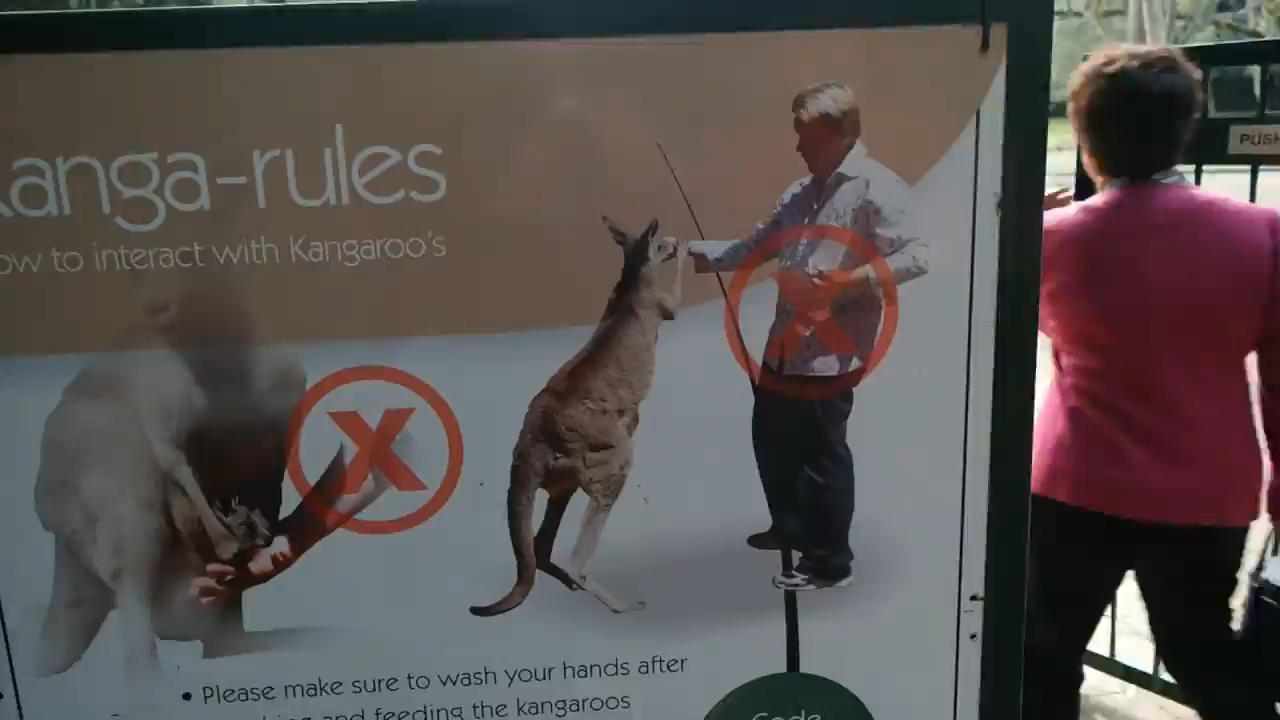 anga-rules
ow to interact with Kangaroo's
X
X
PUSH
• Please make sure to wash your hands after
and feeding the kangaroos
Code